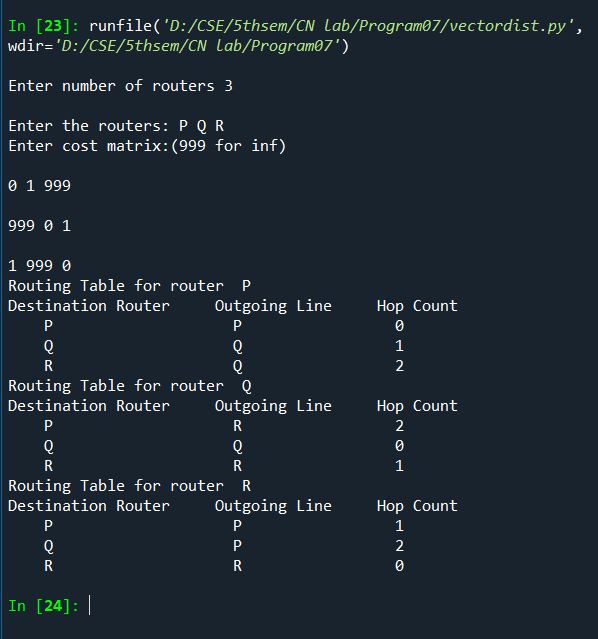 In [23]: runfile('D:/CSE/5thsem/CN lab/Program07/vectordist.py',
wdir='D:/CSE/5thsem/CN lab/Program07')
Enter number of routers 3
Enter the routers: P Q R
Enter cost matrix:(999 for inf)
0 1 999
999 0 1
1 999 0
Routing Table for router  P
Destination Router     Outgoing Line     Hop Count
P                    P                 0
Q                    Q                 1
R                    Q                 2
Routing Table for router  Q
Destination Router     Outgoing Line     Hop Count
P                    R                 2
Q                    Q                 0
R                    R                 1
Routing Table for router  R
Destination Router     Outgoing Line     Hop Count
P                    P                 1
Q                    P                 2
R                    R                 0
In [24]: